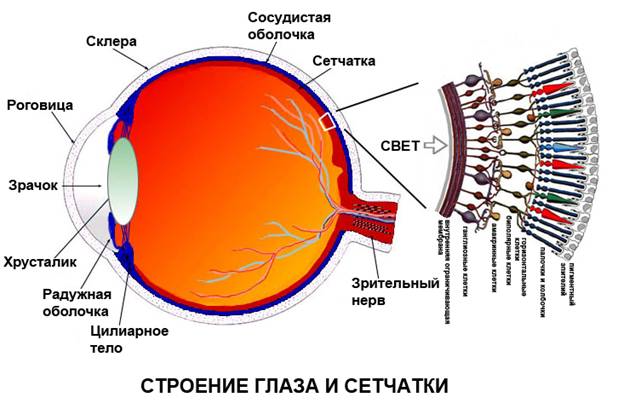 Сосудистая
оболочка
Склера
Сетчатка
Роговица
СВЕТ
Зрачок
Хрусталик
Радужная
оболочка
Цилиарное
тело
Зрительный
нерв
внутренняя ограничивающая
мембрана
ганглиозные клетки
амакринные клетки
биполярные клетки
горизонтальные
клетки
палочки и колбочки
пигментный
эпителий
СТРОЕНИЕ ГЛАЗА И СЕТЧАТКИ